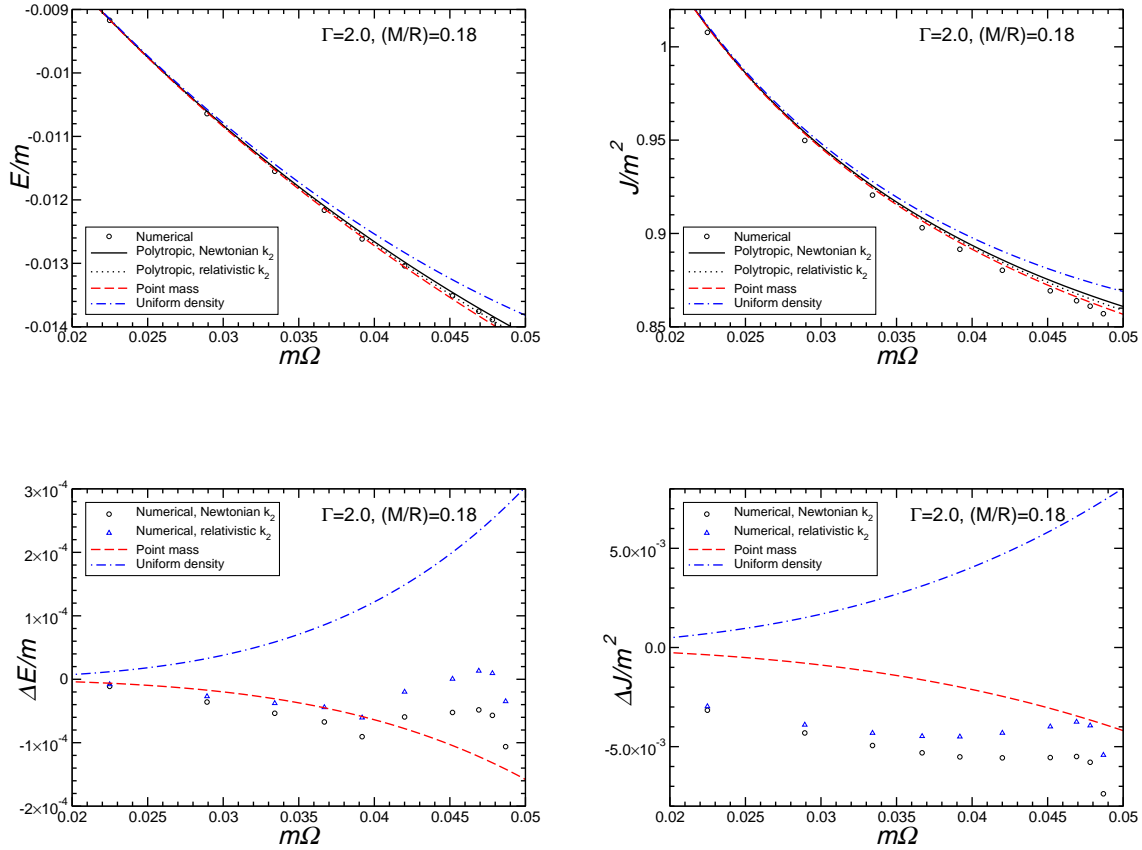 -0.009
-0.01
-0.011
-0.012
-0.013
-0.014
E/m
Γ=2.0, (M/R)=0.18
Numerical
Polytropic, Newtonian k₂
Polytropic, relativistic k₂
Point mass
Uniform density
0.02 0.025 0.03 0.035 0.04 0.045 0.05
mΩ
1
0.95
0.9
0.85
J/m²
Γ=2.0, (M/R)=0.18
Numerical
Polytropic, Newtonian k₂
Polytropic, relativistic k₂
Point mass
Uniform density
0.02 0.025 0.03 0.035 0.04 0.045 0.05
mΩ
3×10⁻⁴
2×10⁻⁴
1×10⁻⁴
0
-1×10⁻⁴
-2×10⁻⁴
ΔE/m
Numerical, Newtonian k₂
Numerical, relativistic k₂
Point mass
Uniform density
Γ=2.0, (M/R)=0.18
0.02 0.025 0.03 0.035 0.04 0.045 0.05
mΩ
5.0×10⁻³
0.0
-5.0×10⁻³
ΔJ/m²
Numerical, Newtonian k₂
Numerical, relativistic k₂
Point mass
Uniform density
Γ=2.0, (M/R)=0.18
0.02 0.025 0.03 0.035 0.04 0.045 0.05
mΩ